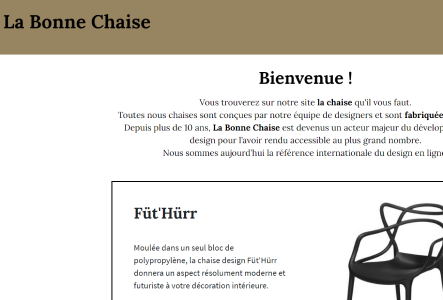 La Bonne Chaise
Bienvenue !
Vous trouverez sur notre site la chaise qu'il vous faut.
Toutes nous chaises sont conçues par notre équipe de designers et sont fabriquée
Depuis plus de 10 ans, La Bonne Chaise est devenus un acteur majeur du dévelop
design pour l'avoir rendu accessible au plus grand nombre.
Nous sommes aujourd'hui la référence internationale du design en ligne
Füt'Hürr
Moulée dans un seul bloc de
polypropylène, la chaise design Füt'Hürr
donnera un aspect résolument moderne et
futuriste à votre décoration intérieure.